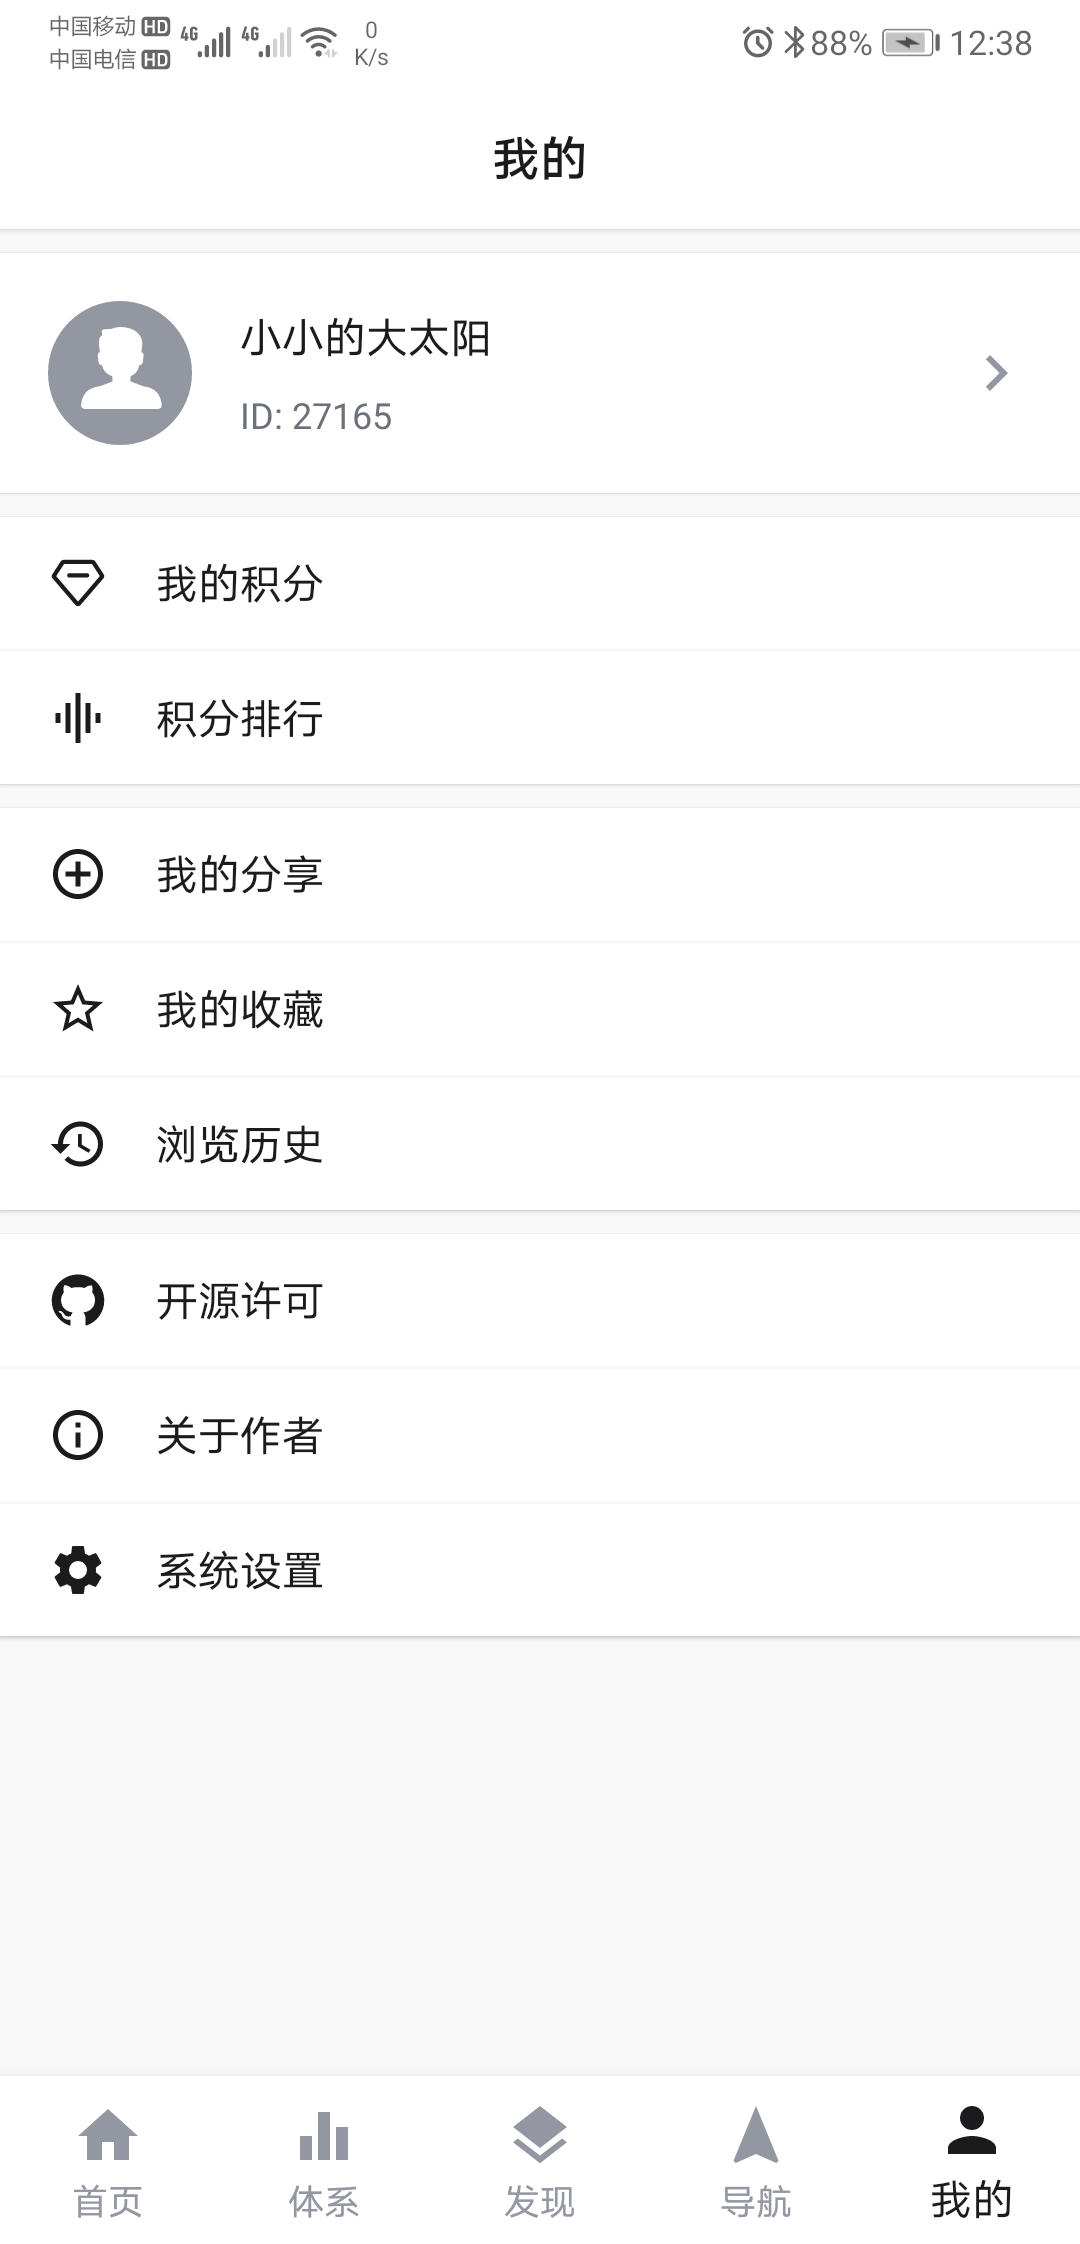 中国移动 HD 4G 4G 0 K/s
中国电信 HD
88% 12:38
我的
小小的大太阳
ID: 27165
我的积分
积分排行
我的分享
我的收藏
浏览历史
开源许可
关于作者
系统设置
首页 体系 发现 导航 我的